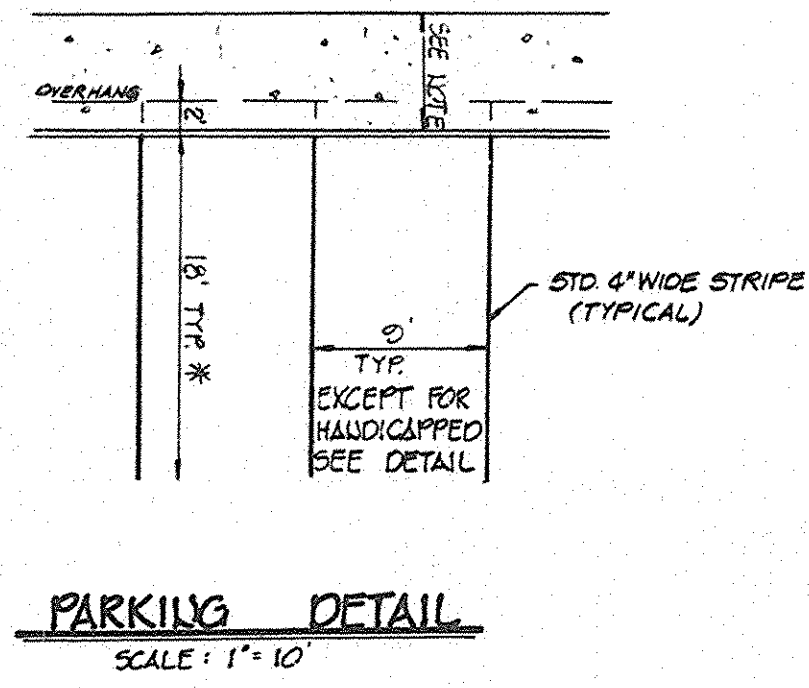 OVERHANG
2'
SEE NOTE
18' TYP. *
9'
TYP.
EXCEPT FOR
HANDICAPPED
SEE DETAIL
STD. 4" WIDE STRIPE
(TYPICAL)
PARKING DETAIL
SCALE : 1" = 10'